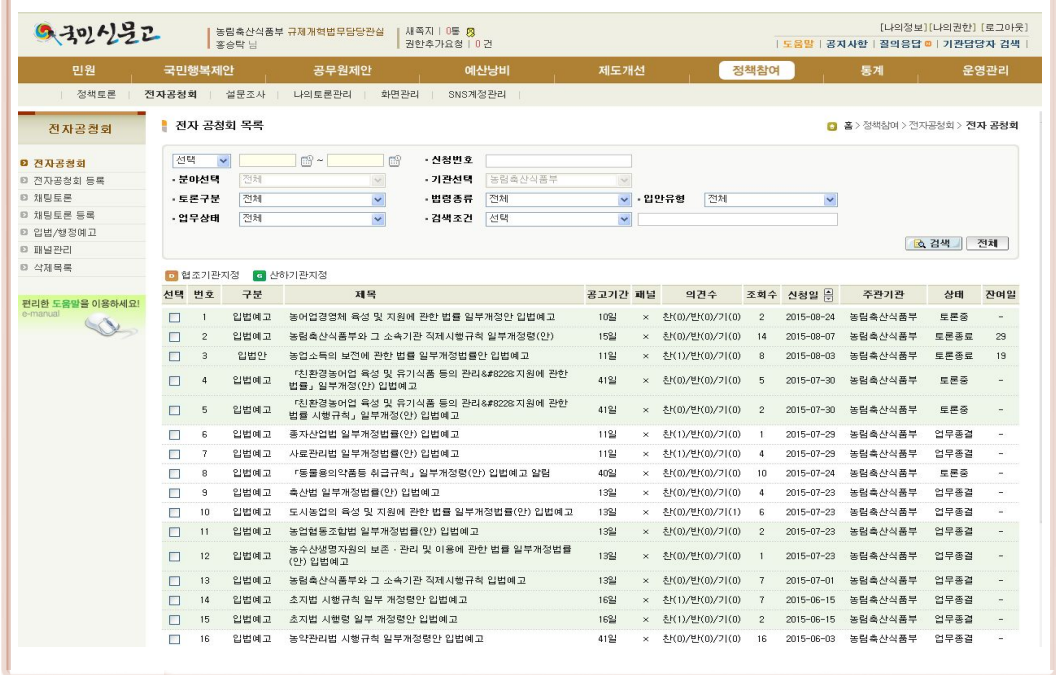 국민신문고
농림축산식품부 규제개혁법무담당관실
홍승탁 님
새쪽지 | 0통
권한추가요청 | 0 건
[나의정보][나의권한] [로그아웃]
| 도움말 | 공지사항 | 질의응답 | 기관담당자 검색 |
민원 국민행복제안 공무원제안 예산낭비 제도개선 정책참여 통계 운영관리
정책토론 | 전자공청회 | 설문조사 | 나의토론관리 | 화면관리 | SNS계정관리 |
전자공청회
전자 공청회 목록
홈 > 정책참여 > 전자공청회 > 전자 공청회
전자공청회
전자공청회 등록
채팅토론
채팅토론 등록
입법/행정예고
패널관리
삭제목록
편리한 도움말을 이용하세요!
e-manual
선택 ~ 신청번호
분야선택 전체 기관선택 농림축산식품부
토론구분 전체 법령종류 전체 입안유형 전체
업무상태 전체 검색조건 선택
검색 전체
D 협조기관지정 G 산하기관지정
선택 번호 구분 제목 공고기간 패널 의견수 조회수 신청일 주관기관 상태 잔여일
1 입법예고 농어업경영체 육성 및 지원에 관한 법률 일부개정안 입법예고 10일 × 찬(0)/반(0)/기(0) 2 2015-08-24 농림축산식품부 토론중 -
2 입법예고 농림축산식품부와 그 소속기관 직제시행규칙 일부개정령(안) 15일 × 찬(0)/반(0)/기(0) 14 2015-08-07 농림축산식품부 토론종료 29
3 입법안 농업소득의 보전에 관한 법률 일부개정법률안 입법예고 11일 × 찬(1)/반(0)/기(0) 8 2015-08-03 농림축산식품부 토론종료 19
4 입법예고 「친환경농어업 육성 및 유기식품 등의 관리&#8228;지원에 관한
법률」 일부개정(안) 입법예고 41일 × 찬(0)/반(0)/기(0) 5 2015-07-30 농림축산식품부 토론중 -
5 입법예고 「친환경농어업 육성 및 유기식품 등의 관리&#8228;지원에 관한
법률 시행규칙」 일부개정(안) 입법예고 41일 × 찬(0)/반(0)/기(0) 2 2015-07-30 농림축산식품부 토론중 -
6 입법예고 종자산업법 일부개정법률(안) 입법예고 11일 × 찬(1)/반(0)/기(0) 1 2015-07-29 농림축산식품부 업무종결 -
7 입법예고 사료관리법 일부개정법률(안) 입법예고 11일 × 찬(1)/반(0)/기(0) 4 2015-07-29 농림축산식품부 업무종결 -
8 입법예고 「동물용의약품등 취급규칙」 일부개정령(안) 입법예고 알림 40일 × 찬(0)/반(0)/기(0) 10 2015-07-24 농림축산식품부 토론중 -
9 입법예고 축산법 일부개정법률(안) 입법예고 13일 × 찬(0)/반(0)/기(0) 4 2015-07-23 농림축산식품부 업무종결 -
10 입법예고 도시농업의 육성 및 지원에 관한 법률 일부개정법률(안) 입법예고 13일 × 찬(0)/반(0)/기(1) 6 2015-07-23 농림축산식품부 업무종결 -
11 입법예고 농업협동조합법 일부개정법률(안) 입법예고 13일 × 찬(0)/반(0)/기(0) 2 2015-07-23 농림축산식품부 업무종결 -
12 입법예고 농수산생명자원의 보존ㆍ관리 및 이용에 관한 법률 일부개정법률
(안) 입법예고 13일 × 찬(0)/반(0)/기(0) 1 2015-07-23 농림축산식품부 업무종결 -
13 입법예고 농림축산식품부와 그 소속기관 직제시행규칙 입법예고 13일 × 찬(0)/반(0)/기(0) 7 2015-07-01 농림축산식품부 업무종결 -
14 입법예고 초지법 시행규칙 일부 개정령안 입법예고 16일 × 찬(1)/반(0)/기(0) 7 2015-06-15 농림축산식품부 업무종결 -
15 입법예고 초지법 시행령 일부 개정령안 입법예고 16일 × 찬(1)/반(0)/기(0) 2 2015-06-15 농림축산식품부 업무종결 -
16 입법예고 농약관리법 시행규칙 일부개정령안 입법예고 41일 × 찬(0)/반(0)/기(0) 16 2015-06-03 농림축산식품부 업무종결 -